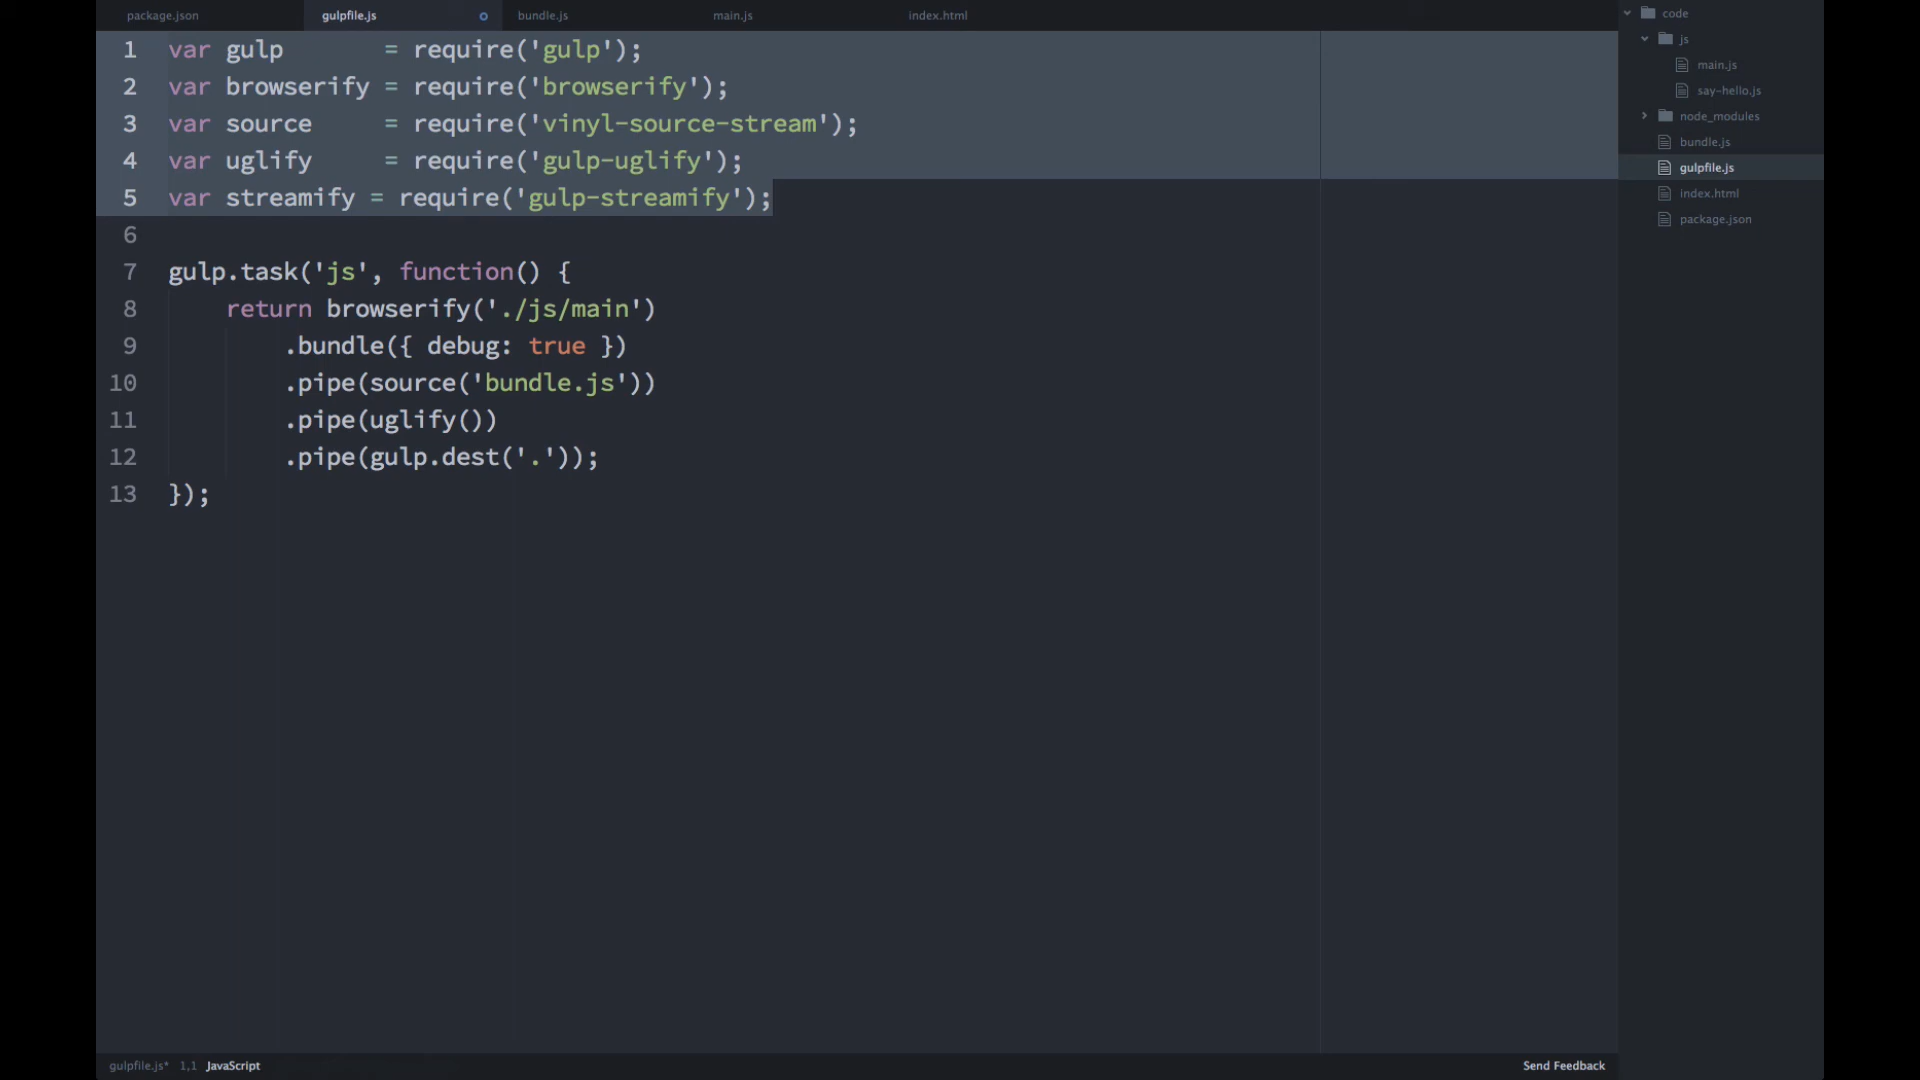 package.json gulpfile.js bundle.js main.js index.html
1 var gulp       = require('gulp');
2 var browserify = require('browserify');
3 var source     = require('vinyl-source-stream');
4 var uglify     = require('gulp-uglify');
5 var streamify = require('gulp-streamify');
6
7 gulp.task('js', function() {
8     return browserify('./js/main')
9         .bundle({ debug: true })
10         .pipe(source('bundle.js'))
11         .pipe(uglify())
12         .pipe(gulp.dest('.'));
13 });
code
js
main.js
say-hello.js
node_modules
bundle.js
gulpfile.js
index.html
package.json
gulpfile.js* 1,1 JavaScript Send Feedback